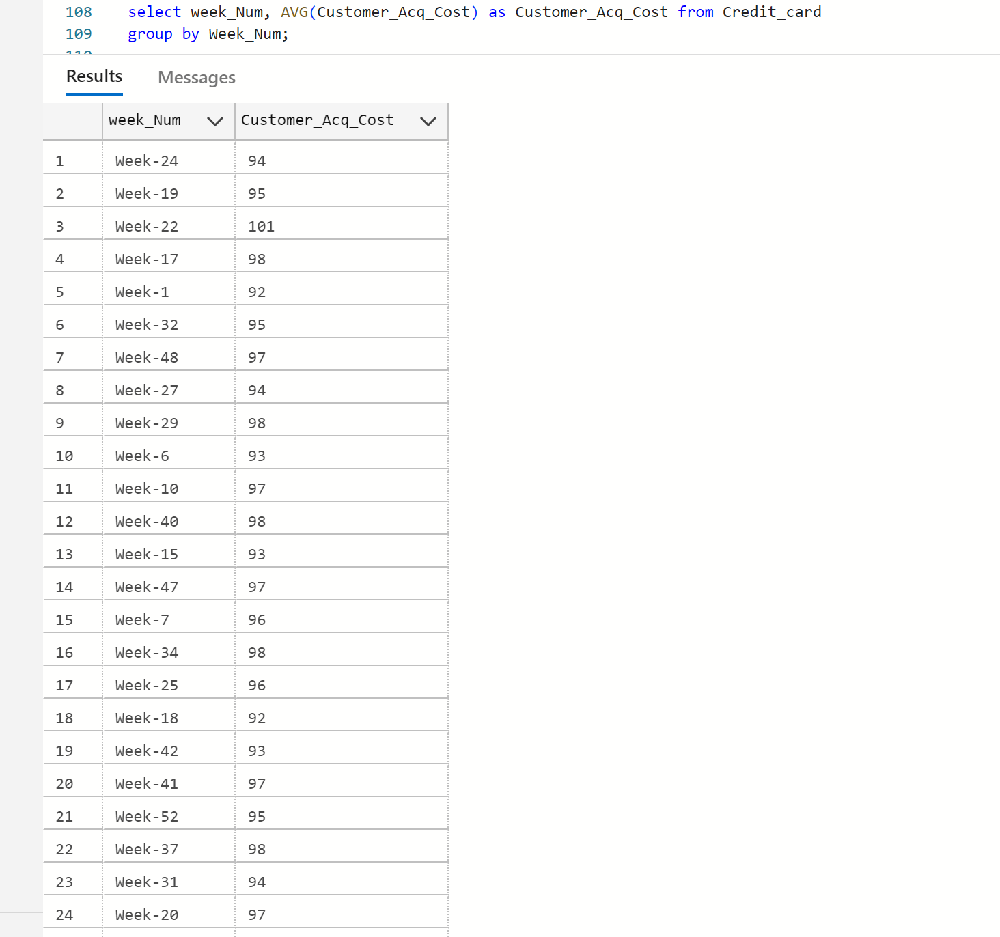 108 select week_Num, AVG(Customer_Acq_Cost) as Customer_Acq_Cost from Credit_card
109 group by Week_Num;
110
Results Messages
week_Num Customer_Acq_Cost
1 Week-24 94
2 Week-19 95
3 Week-22 101
4 Week-17 98
5 Week-1 92
6 Week-32 95
7 Week-48 97
8 Week-27 94
9 Week-29 98
10 Week-6 93
11 Week-10 97
12 Week-40 98
13 Week-15 93
14 Week-47 97
15 Week-7 96
16 Week-34 98
17 Week-25 96
18 Week-18 92
19 Week-42 93
20 Week-41 97
21 Week-52 95
22 Week-37 98
23 Week-31 94
24 Week-20 97